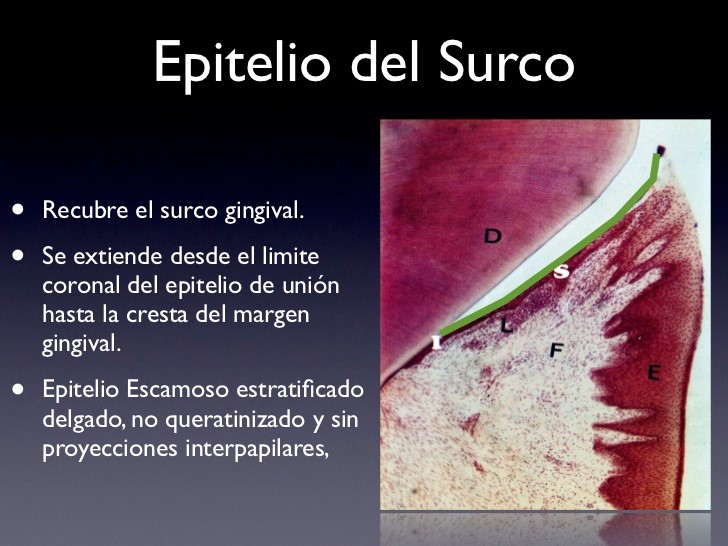 Epitelio del Surco
• Recubre el surco gingival.
• Se extiende desde el limite
coronal del epitelio de unión
hasta la cresta del margen
gingival.
• Epitelio Escamoso estratificado
delgado, no queratinizado y sin
proyecciones interpapilares,
D
S
L
I
F
E